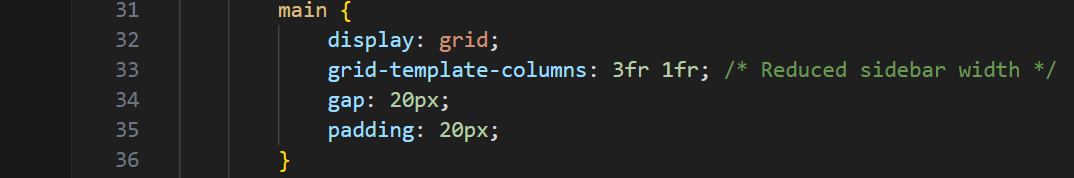 31 main {
32 display: grid;
33 grid-template-columns: 3fr 1fr; /* Reduced sidebar width */
34 gap: 20px;
35 padding: 20px;
36 }